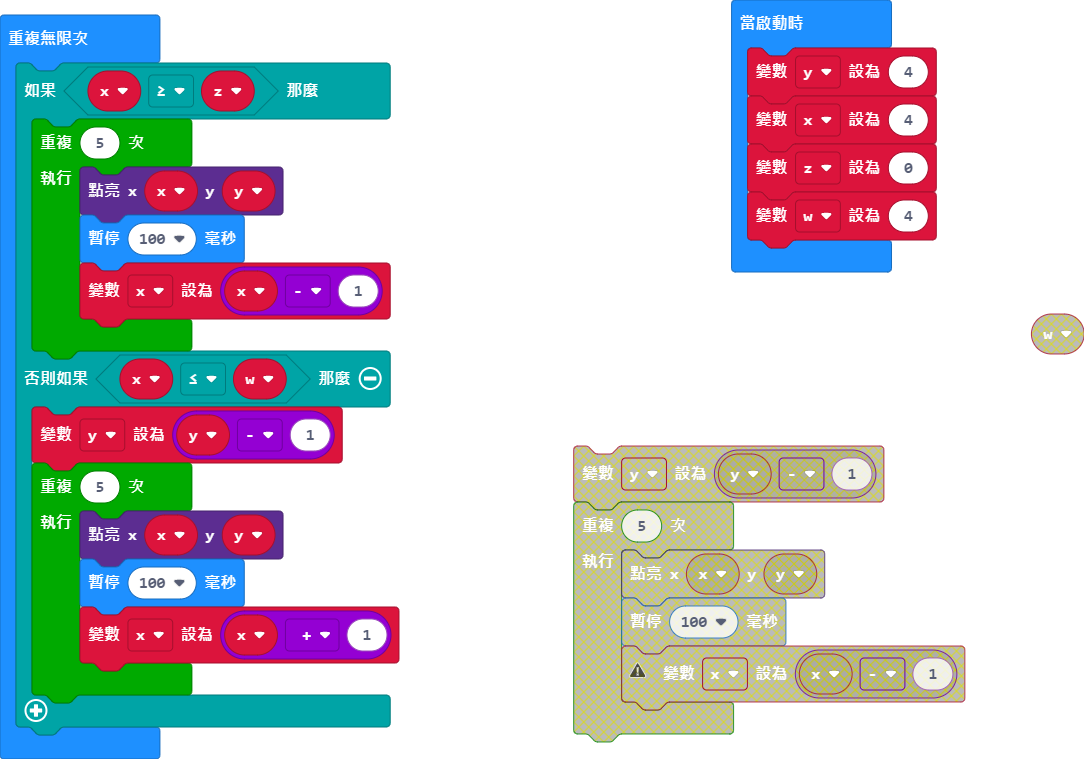 重複無限次
如果 x ≥ z 那麼
重複 5 次
執行
點亮 x x y y
暫停 100 毫秒
變數 x 設為 x - 1
否則如果 x ≤ w 那麼
變數 y 設為 y - 1
重複 5 次
執行
點亮 x x y y
暫停 100 毫秒
變數 x 設為 x + 1
當啟動時
變數 y 設為 4
變數 x 設為 4
變數 z 設為 0
變數 w 設為 4
w
變數 y 設為 y - 1
重複 5 次
執行
點亮 x x y y
暫停 100 毫秒
變數 x 設為 x - 1